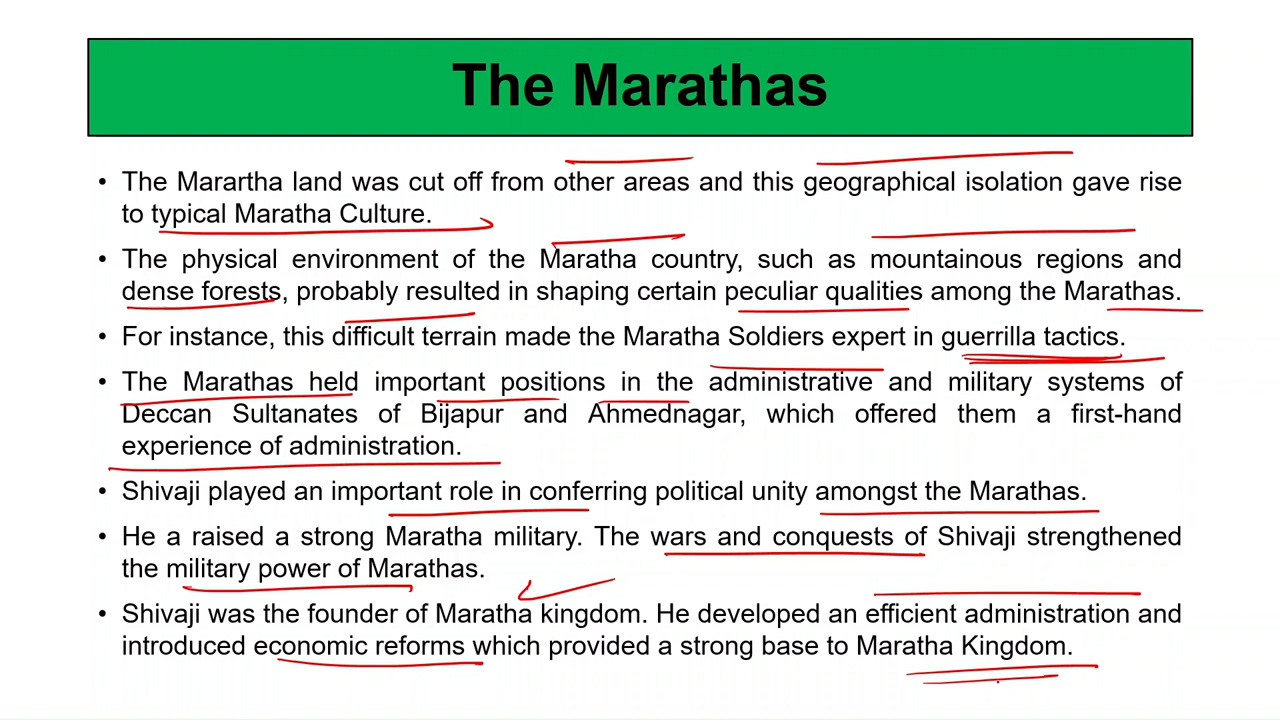 The Marathas
• The Marartha land was cut off from other areas and this geographical isolation gave rise
to typical Maratha Culture.
• The physical environment of the Maratha country, such as mountainous regions and
dense forests, probably resulted in shaping certain peculiar qualities among the Marathas.
• For instance, this difficult terrain made the Maratha Soldiers expert in guerrilla tactics.
• The Marathas held important positions in the administrative and military systems of
Deccan Sultanates of Bijapur and Ahmednagar, which offered them a first-hand
experience of administration.
• Shivaji played an important role in conferring political unity amongst the Marathas.
• He a raised a strong Maratha military. The wars and conquests of Shivaji strengthened
the military power of Marathas.
• Shivaji was the founder of Maratha kingdom. He developed an efficient administration and
introduced economic reforms which provided a strong base to Maratha Kingdom.